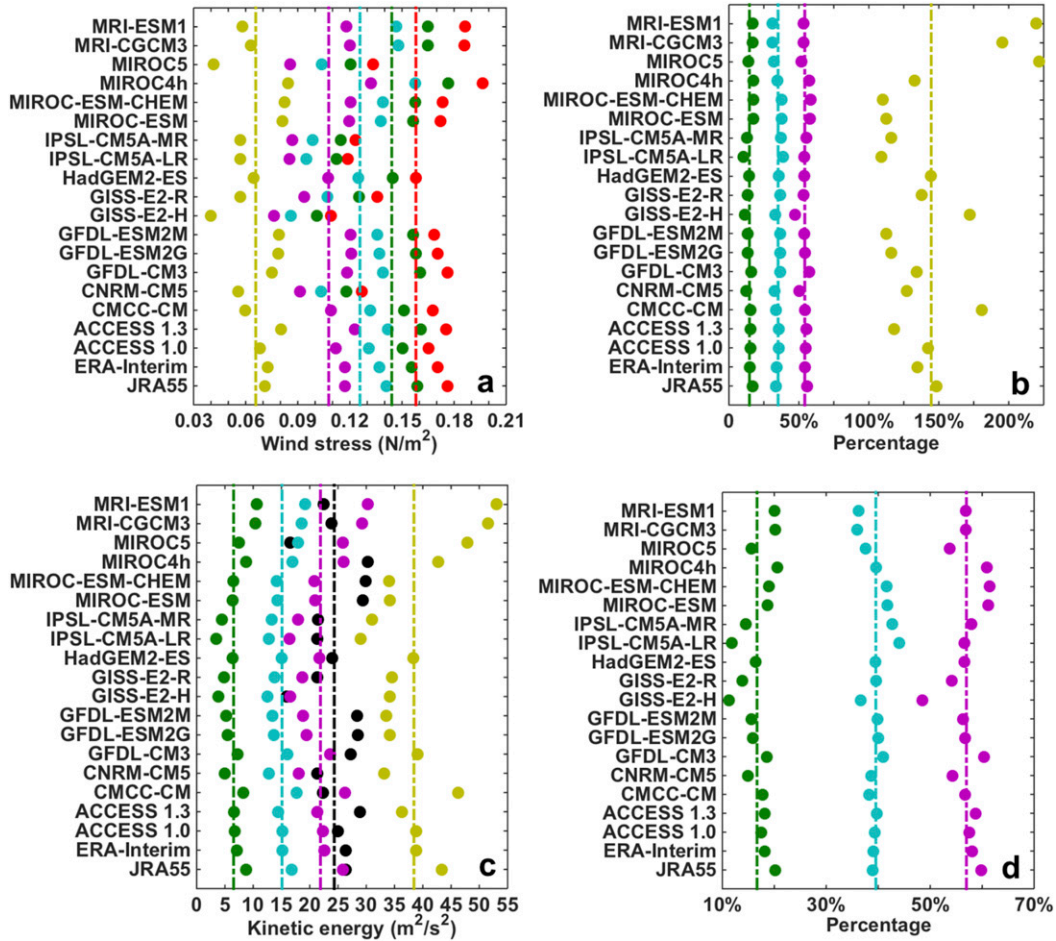 MRI-ESM1
MRI-CGCM3
MIROC5
MIROC4h
MIROC-ESM-CHEM
MIROC-ESM
IPSL-CM5A-MR
IPSL-CM5A-LR
HadGEM2-ES
GISS-E2-R
GISS-E2-H
GFDL-ESM2M
GFDL-ESM2G
GFDL-CM3
CNRM-CM5
CMCC-CM
ACCESS 1.3
ACCESS 1.0
ERA-Interim
JRA55
a
0.03 0.06 0.09 0.12 0.15 0.18 0.21
Wind stress (N/m²)
MRI-ESM1
MRI-CGCM3
MIROC5
MIROC4h
MIROC-ESM-CHEM
MIROC-ESM
IPSL-CM5A-MR
IPSL-CM5A-LR
HadGEM2-ES
GISS-E2-R
GISS-E2-H
GFDL-ESM2M
GFDL-ESM2G
GFDL-CM3
CNRM-CM5
CMCC-CM
ACCESS 1.3
ACCESS 1.0
ERA-Interim
JRA55
b
0 50% 100% 150% 200%
Percentage
MRI-ESM1
MRI-CGCM3
MIROC5
MIROC4h
MIROC-ESM-CHEM
MIROC-ESM
IPSL-CM5A-MR
IPSL-CM5A-LR
HadGEM2-ES
GISS-E2-R
GISS-E2-H
GFDL-ESM2M
GFDL-ESM2G
GFDL-CM3
CNRM-CM5
CMCC-CM
ACCESS 1.3
ACCESS 1.0
ERA-Interim
JRA55
c
0 5 10 15 20 25 30 35 40 45 50 55
Kinetic energy (m²/s²)
MRI-ESM1
MRI-CGCM3
MIROC5
MIROC4h
MIROC-ESM-CHEM
MIROC-ESM
IPSL-CM5A-MR
IPSL-CM5A-LR
HadGEM2-ES
GISS-E2-R
GISS-E2-H
GFDL-ESM2M
GFDL-ESM2G
GFDL-CM3
CNRM-CM5
CMCC-CM
ACCESS 1.3
ACCESS 1.0
ERA-Interim
JRA55
d
10% 30% 50% 70%
Percentage